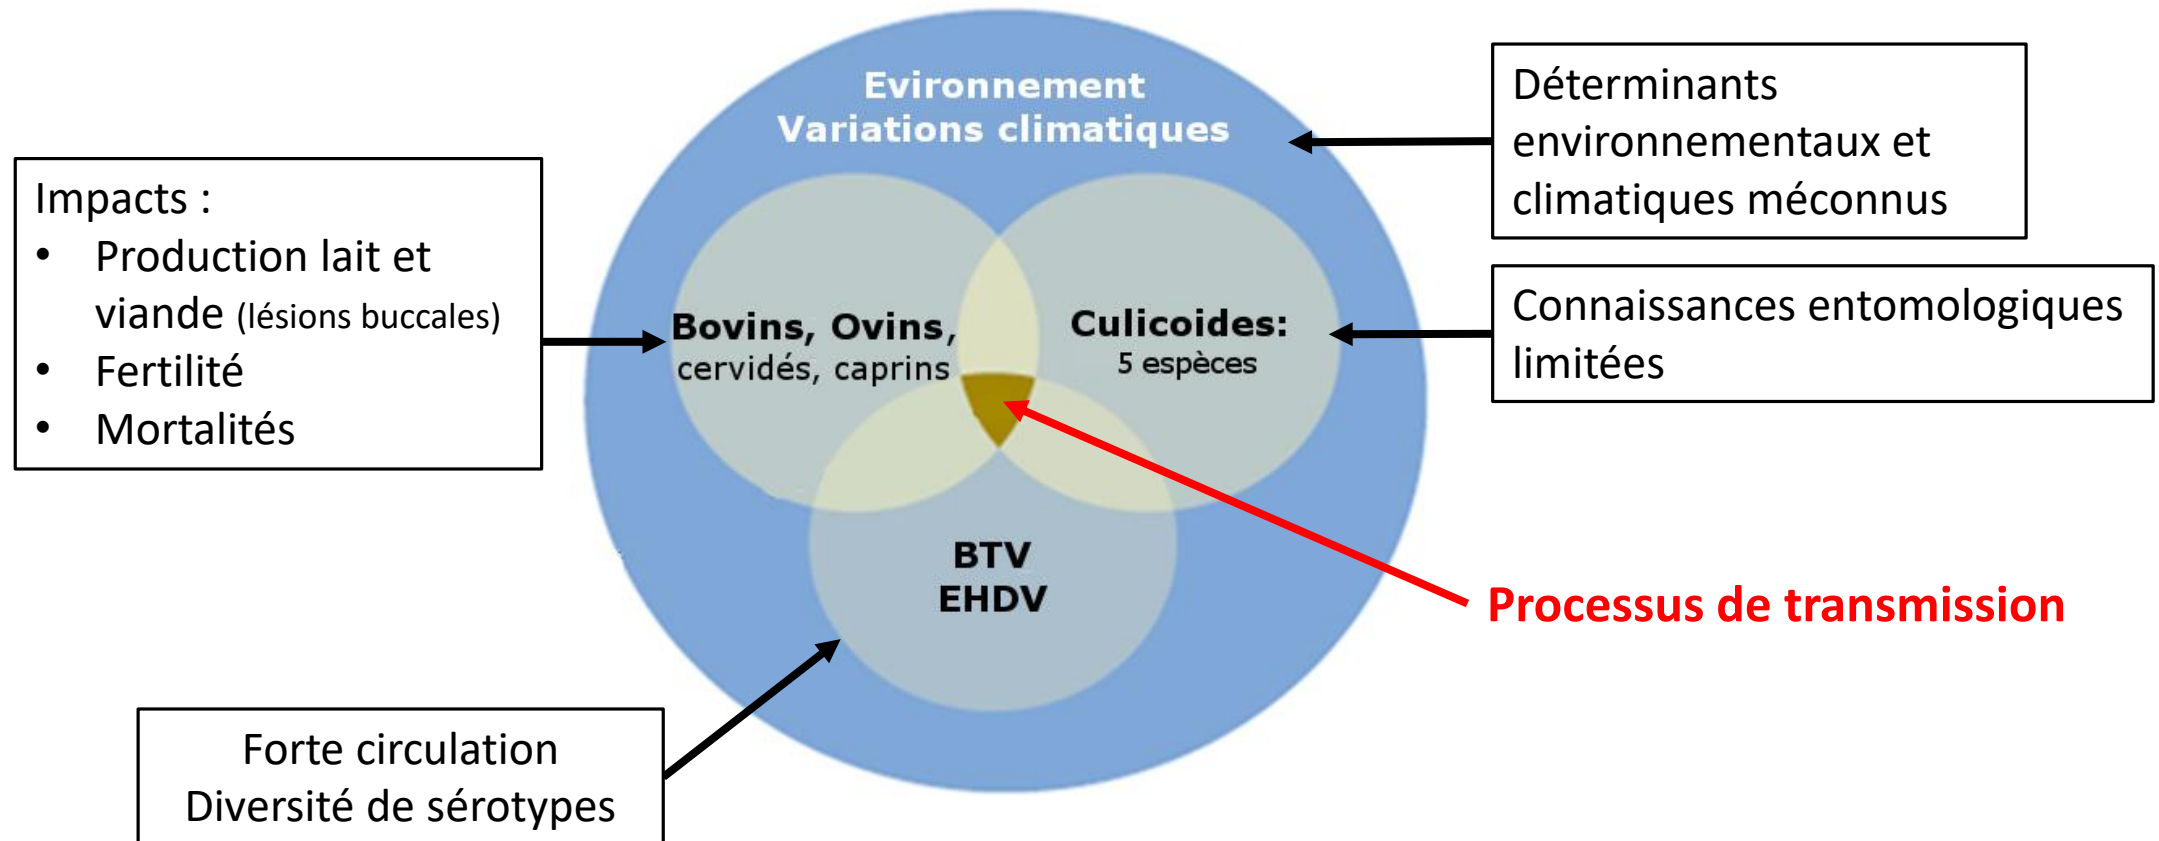 Evironnement
Variations climatiques
Déterminants
environnementaux et
climatiques méconnus
Impacts :
• Production lait et
viande (lésions buccales)
• Fertilité
• Mortalités
Bovins, Ovins,
cervidés, caprins
Culicoides:
5 espèces
Connaissances entomologiques
limitées
BTV
EHDV
Processus de transmission
Forte circulation
Diversité de sérotypes